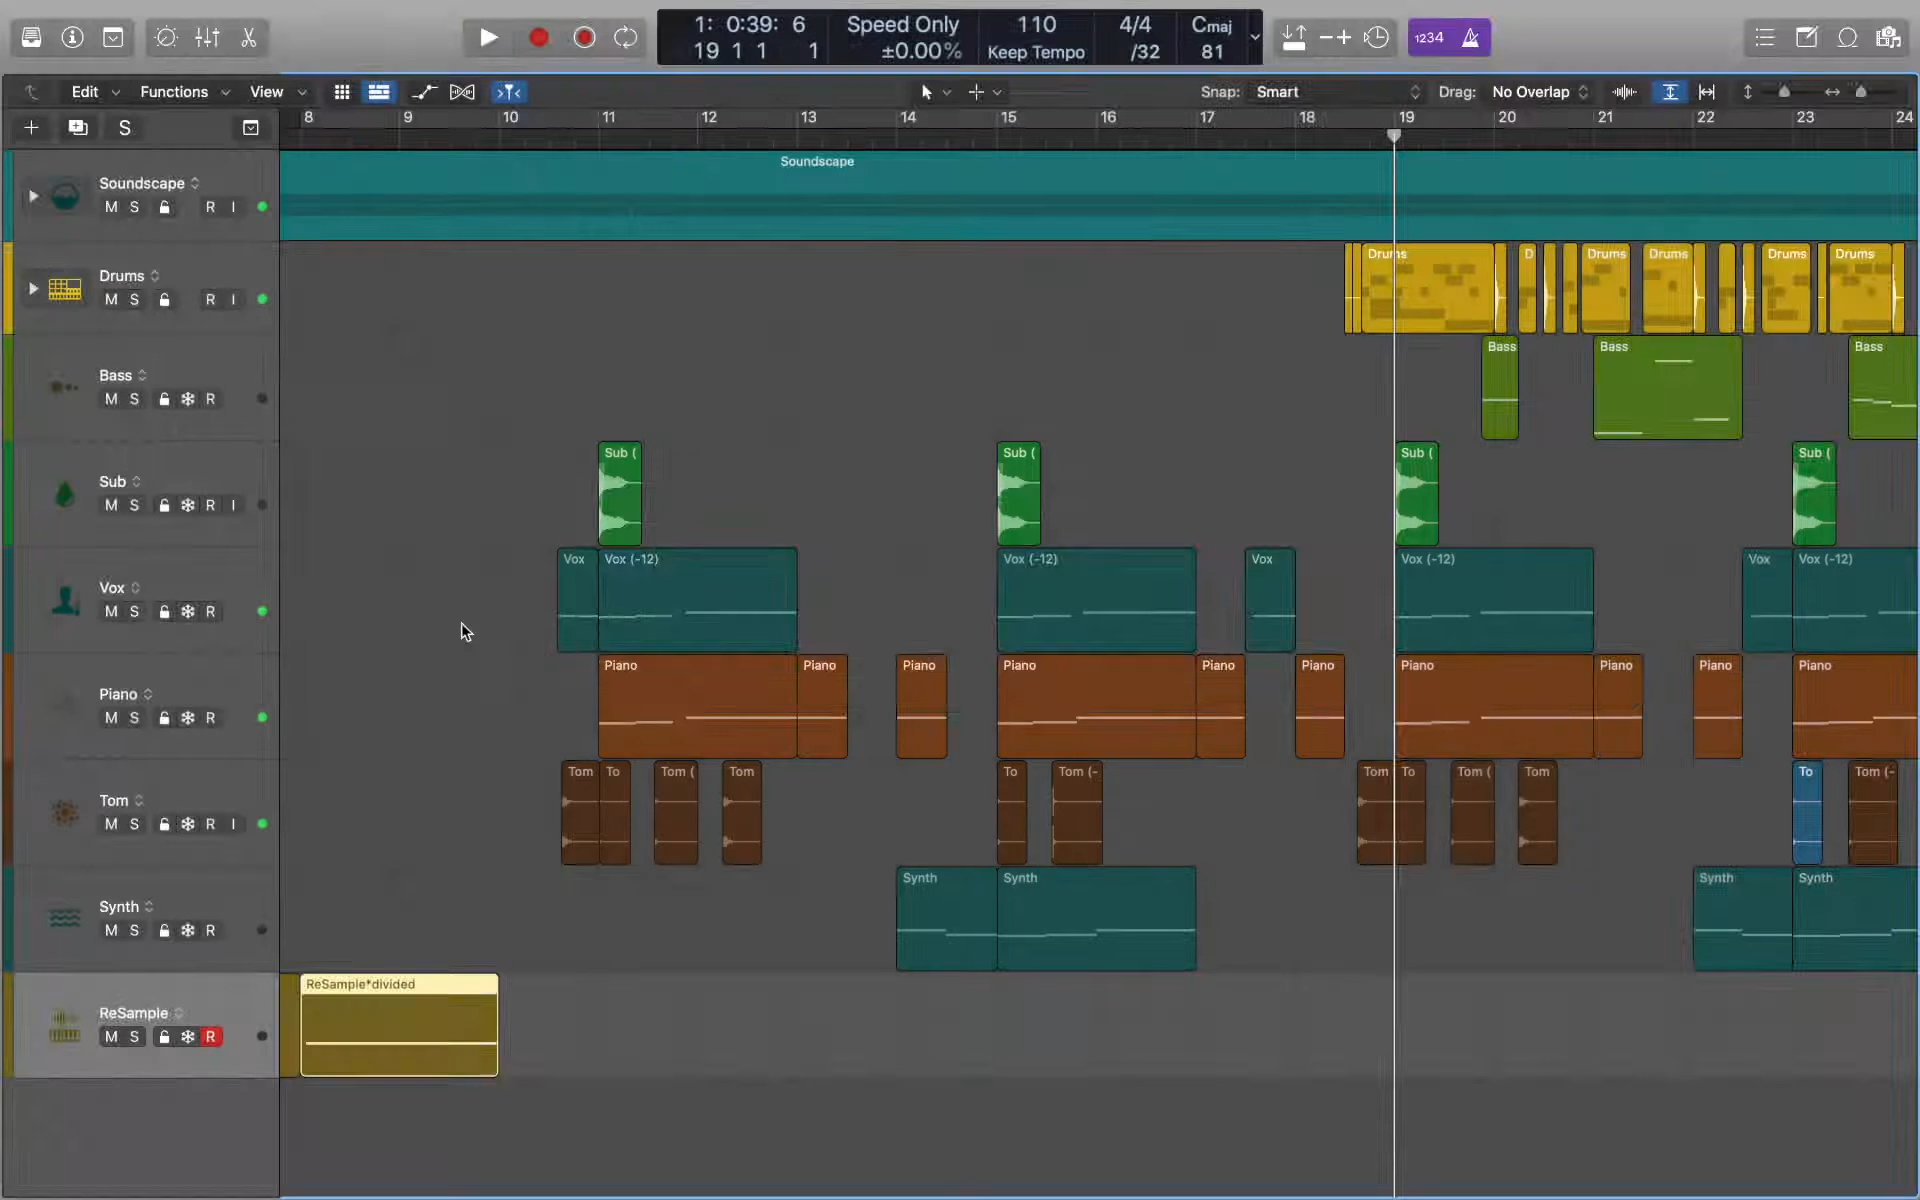 1: 0:39: 6 Speed Only 110 4/4 Cmaj
19 1 1 1 ±0.00% Keep Tempo /32 81
1234
Edit Functions View Snap: Smart Drag: No Overlap
S
8 9 10 11 12 13 14 15 16 17 18 19 20 21 22 23 24
Soundscape
Soundscape
M S R I
Drums
M S R I
Drums D Drums Drums Drums Drums
Bass
M S R
Bass Bass Bass
Sub
M S R I
Sub ( Sub ( Sub ( Sub (
Vox
M S R
Vox Vox (-12) Vox (-12) Vox Vox (-12) Vox Vox (-12)
Piano
M S R
Piano Piano Piano Piano Piano Piano Piano Piano Piano Piano
Tom
M S R I
Tom To Tom ( Tom To Tom (- Tom To Tom ( Tom To Tom (-
Synth
M S R
Synth Synth Synth Synth
ReSample
M S R
ReSample*divided